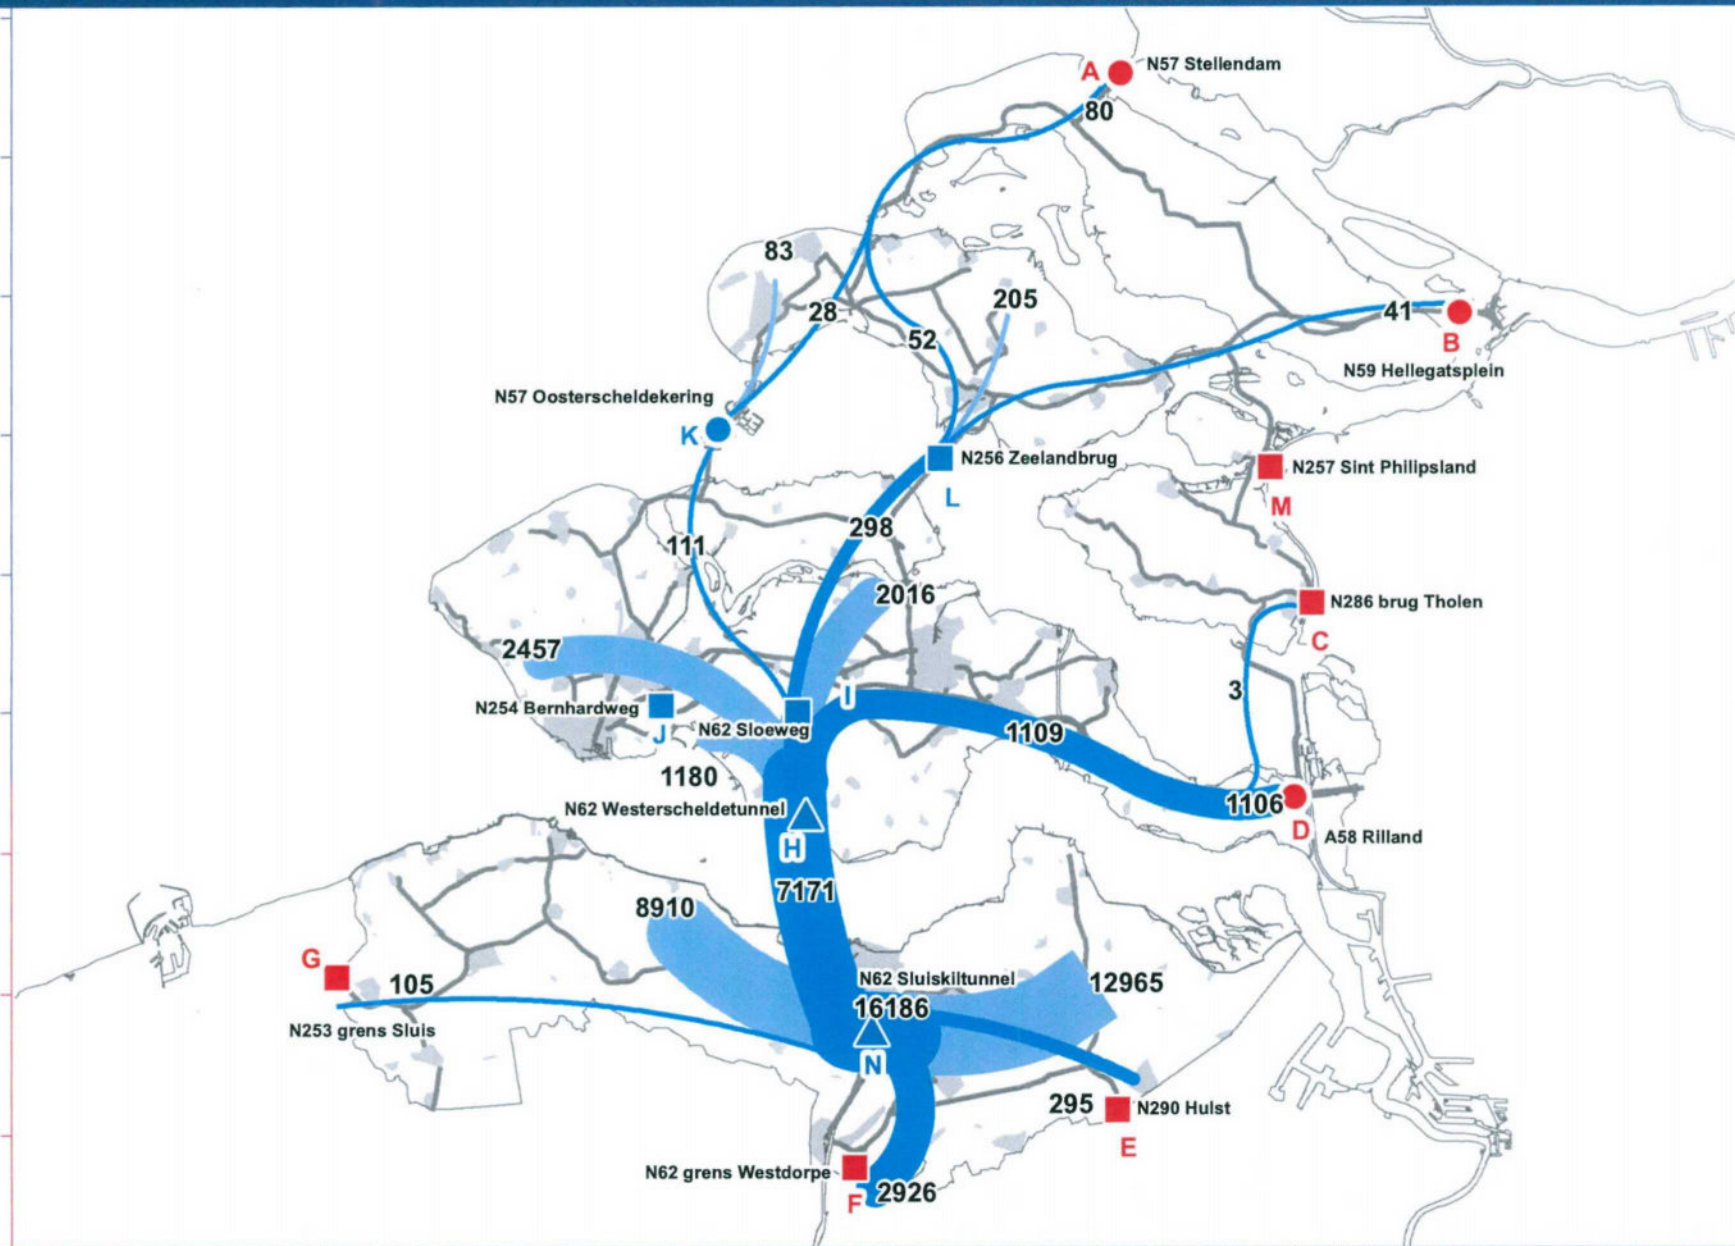 A
N57 Stellendam
80
83
28
205
52
41
B
N59 Hellegatsplein
N57 Oosterscheldekering
K
N256 Zeelandbrug
L
N257 Sint Philipsland
M
298
111
2016
N286 brug Tholen
C
2457
3
N254 Bernhardweg
J
N62 Sloeweg
I
1109
1180
N62 Westerscheldetunnel
H
1106
D
A58 Rilland
7171
8910
G
105
N253 grens Sluis
N62 Sluiskiltunnel
12965
16186
N
295
N290 Hulst
E
N62 grens Westdorpe
F
2926